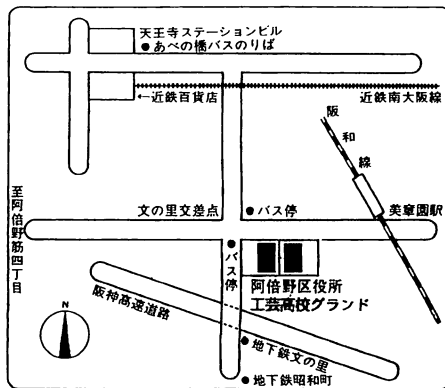 天王寺ステーションビル
●あべの橋バスのりば
←近鉄百貨店
近鉄南大阪線
阪和線
至阿倍野筋四丁目
文の里交差点
●バス停
美章園駅
●バス停
阿倍野区役所
工芸高校グランド
阪神高速道路
N
●地下鉄文の里
●地下鉄昭和町